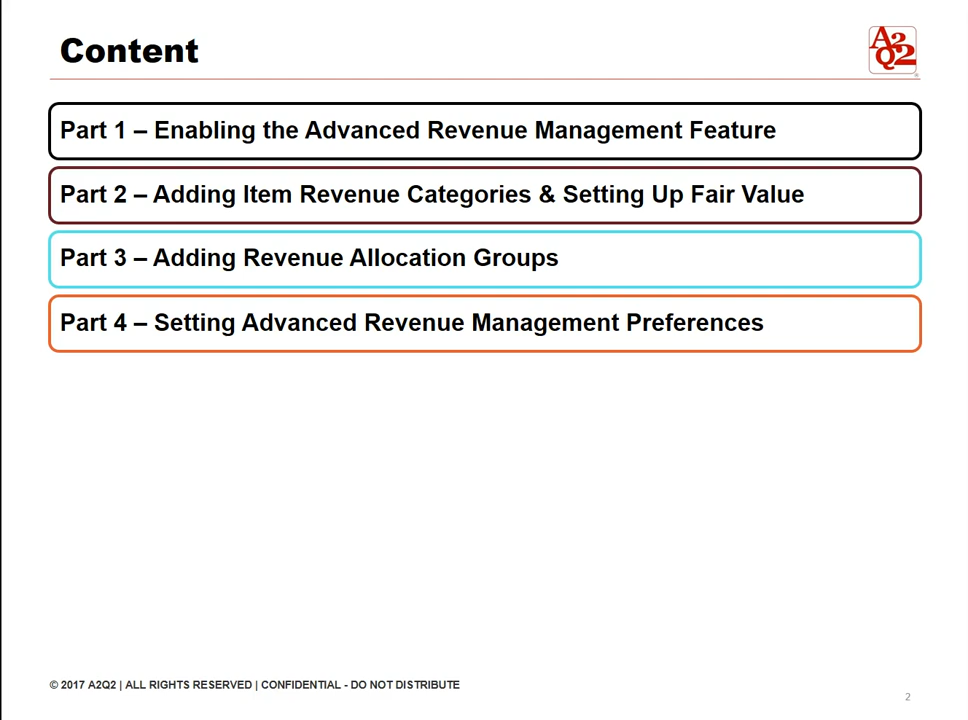 Content
A2
Q2
Part 1 – Enabling the Advanced Revenue Management Feature
Part 2 – Adding Item Revenue Categories & Setting Up Fair Value
Part 3 – Adding Revenue Allocation Groups
Part 4 – Setting Advanced Revenue Management Preferences
© 2017 A2Q2 | ALL RIGHTS RESERVED | CONFIDENTIAL - DO NOT DISTRIBUTE
2